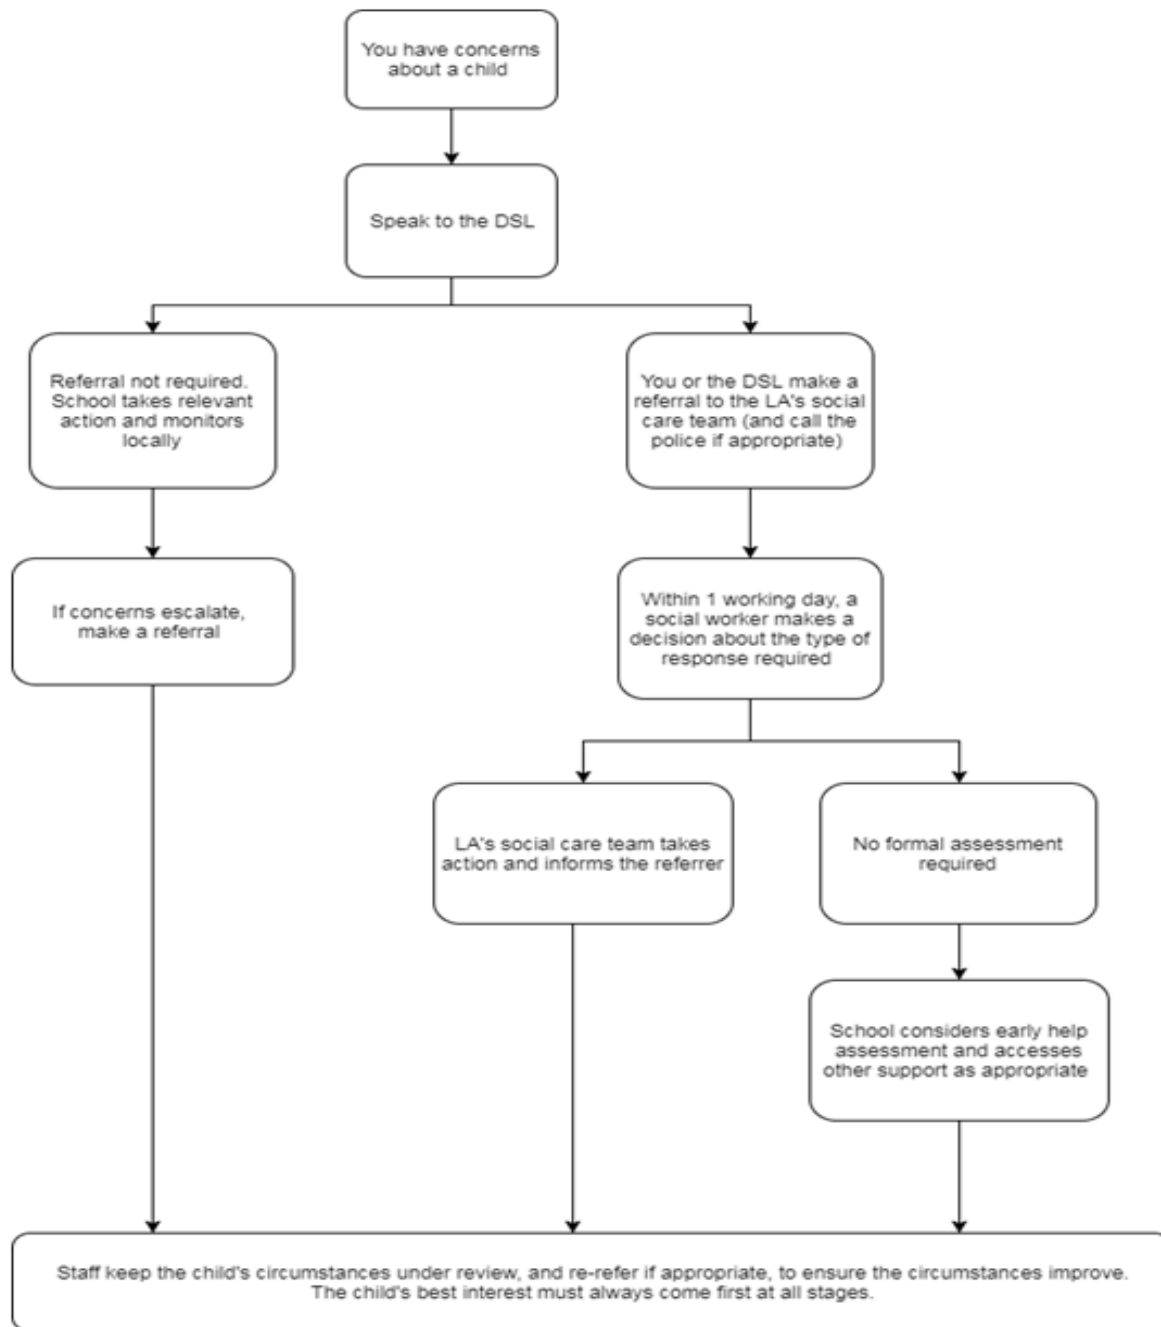 You have concerns
about a child
Speak to the DSL
Referral not required.
School takes relevant
action and monitors
locally
You or the DSL make a
referral to the LA's social
care team (and call the
police if appropriate)
If concerns escalate,
make a referral
Within 1 working day, a
social worker makes a
decision about the type of
response required
LA's social care team takes
action and informs the referrer
No formal assessment
required
School considers early help
assessment and accesses
other support as appropriate
Staff keep the child's circumstances under review, and re-refer if appropriate, to ensure the circumstances improve.
The child's best interest must always come first at all stages.